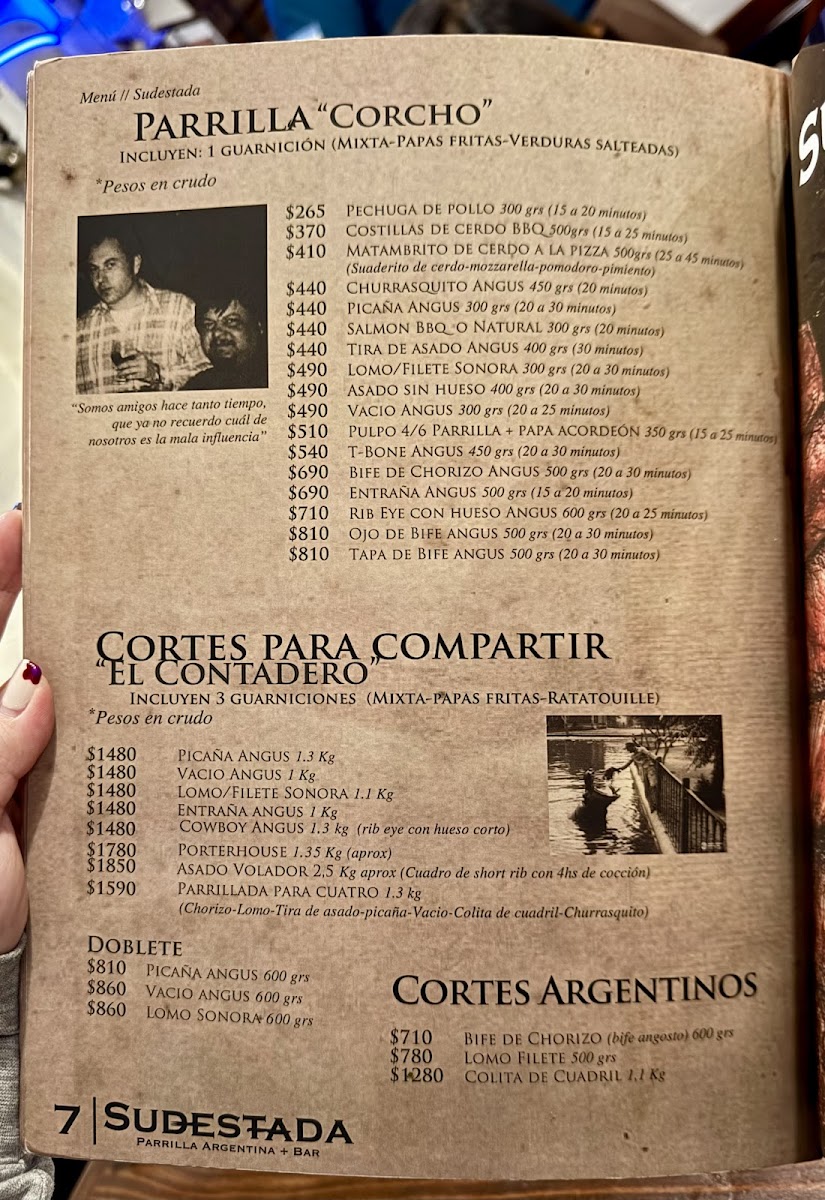 Menú // Sudestada
Parrilla "Corcho"
Incluyen: 1 guarnición (Mixta-Papas fritas-Verduras salteadas)
*Pesos en crudo
$265 Pechuga de pollo 300 grs (15 a 20 minutos)
$370 Costillas de cerdo BBQ 500grs (15 a 25 minutos)
$410 Matambrito de cerdo a la pizza 500grs (25 a 45 minutos)
(Suaderito de cerdo-mozzarella-pomodoro-pimiento)
$440 Churrasquito Angus 450 grs (20 minutos)
$440 Picaña Angus 300 grs (20 a 30 minutos)
$440 Salmon BBQ o Natural 300 grs (20 minutos)
$440 Tira de asado Angus 400 grs (30 minutos)
$490 Lomo/Filete Sonora 300 grs (20 a 30 minutos)
$490 Asado sin hueso 400 grs (20 a 30 minutos)
$490 Vacio Angus 300 grs (20 a 25 minutos)
$510 Pulpo 4/6 Parrilla + papa acordeón 350 grs (15 a 25 minutos)
$540 T-Bone Angus 450 grs (20 a 30 minutos)
$690 Bife de Chorizo Angus 500 grs (20 a 30 minutos)
$690 Entraña Angus 500 grs (15 a 20 minutos)
$710 Rib Eye con hueso Angus 600 grs (20 a 25 minutos)
$810 Ojo de Bife Angus 500 grs (20 a 30 minutos)
$810 Tapa de Bife Angus 500 grs (20 a 30 minutos)
"Somos amigos hace tanto tiempo,
que ya no recuerdo cuál de
nosotros es la mala influencia"
Cortes para compartir
"El Contadero"
Incluyen 3 guarniciones (Mixta-papas fritas-Ratatouille)
*Pesos en crudo
$1480 Picaña Angus 1.3 Kg
$1480 Vacio Angus 1 Kg
$1480 Lomo/Filete Sonora 1.1 Kg
$1480 Entraña Angus 1 Kg
$1480 Cowboy Angus 1.3 kg (rib eye con hueso corto)
$1780 Porterhouse 1.35 Kg (aprox)
$1850 Asado Volador 2,5 Kg aprox (Cuadro de short rib con 4hs de cocción)
$1590 Parrillada para cuatro 1.3 kg
(Chorizo-Lomo-Tira de asado-picaña-Vacio-Colita de cuadril-Churrasquito)
Doblete
$810 Picaña angus 600 grs
$860 Vacio angus 600 grs
$860 Lomo Sonora 600 grs
Cortes Argentinos
$710 Bife de Chorizo (bife angosto) 600 grs
$780 Lomo Filete 500 grs
$1280 Colita de Cuadril 1,1 Kg
7 | Sudestada
Parrilla Argentina + Bar